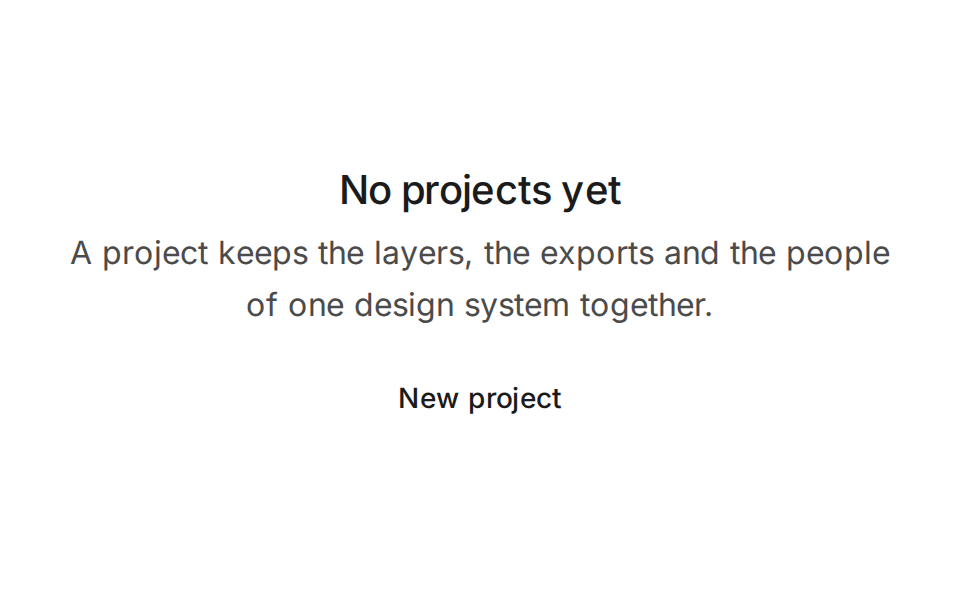 No projects yet
A project keeps the layers, the exports and the people
of one design system together.
New project